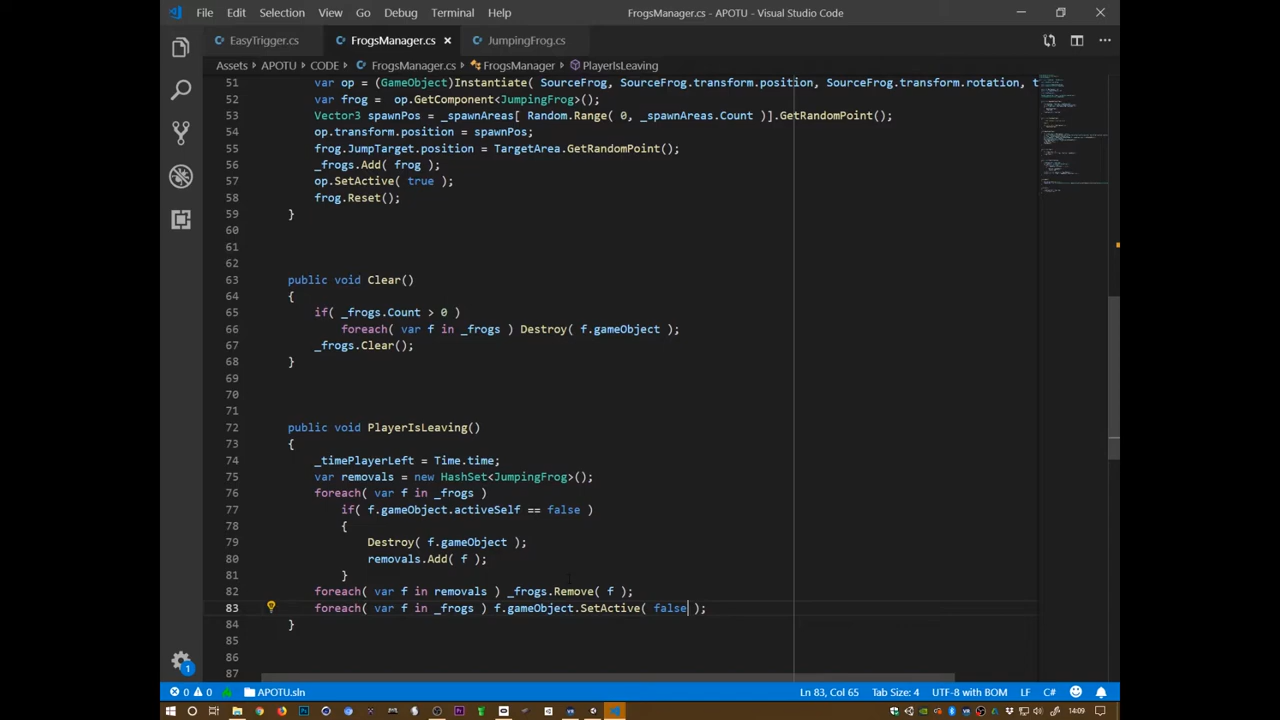 File Edit Selection View Go Debug Terminal Help FrogsManager.cs - APOTU - Visual Studio Code
EasyTrigger.cs FrogsManager.cs JumpingFrog.cs
Assets > APOTU > CODE > FrogsManager.cs > FrogsManager > PlayerIsLeaving
51 var op = (GameObject)Instantiate( SourceFrog, SourceFrog.transform.position, SourceFrog.transform.rotation, t
52 var frog = op.GetComponent<JumpingFrog>();
53 Vector3 spawnPos = _spawnAreas[ Random.Range( 0, _spawnAreas.Count )].GetRandomPoint();
54 op.transform.position = spawnPos;
55 frog.JumpTarget.position = TargetArea.GetRandomPoint();
56 _frogs.Add( frog );
57 op.SetActive( true );
58 frog.Reset();
59 }
60
61
62
63 public void Clear()
64 {
65 if( _frogs.Count > 0 )
66 foreach( var f in _frogs ) Destroy( f.gameObject );
67 _frogs.Clear();
68 }
69
70
71
72 public void PlayerIsLeaving()
73 {
74 _timePlayerLeft = Time.time;
75 var removals = new HashSet<JumpingFrog>();
76 foreach( var f in _frogs )
77 if( f.gameObject.activeSelf == false )
78 {
79 Destroy( f.gameObject );
80 removals.Add( f );
81 }
82 foreach( var f in removals ) _frogs.Remove( f );
83 foreach( var f in _frogs ) f.gameObject.SetActive( false );
84 }
85
86
87
1
0 0 APOTU.sln Ln 83, Col 65 Tab Size: 4 UTF-8 with BOM LF C#
14:09